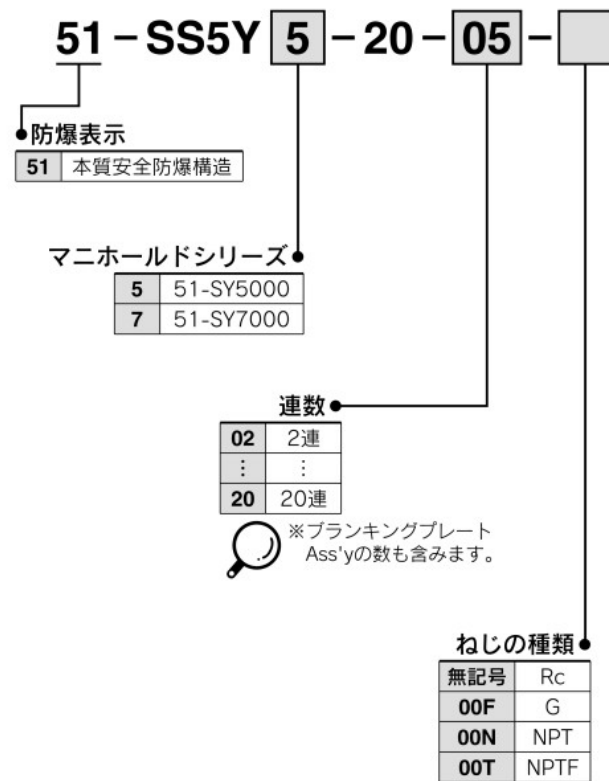 51-SS5Y 5-20-05-
防爆表示
51 本質安全防爆構造
マニホールドシリーズ
5 51-SY5000
7 51-SY7000
連数
02 2連
⋮ ⋮
20 20連
※ブランキングプレート
Ass'yの数も含みます。
ねじの種類
無記号 Rc
00F G
00N NPT
00T NPTF